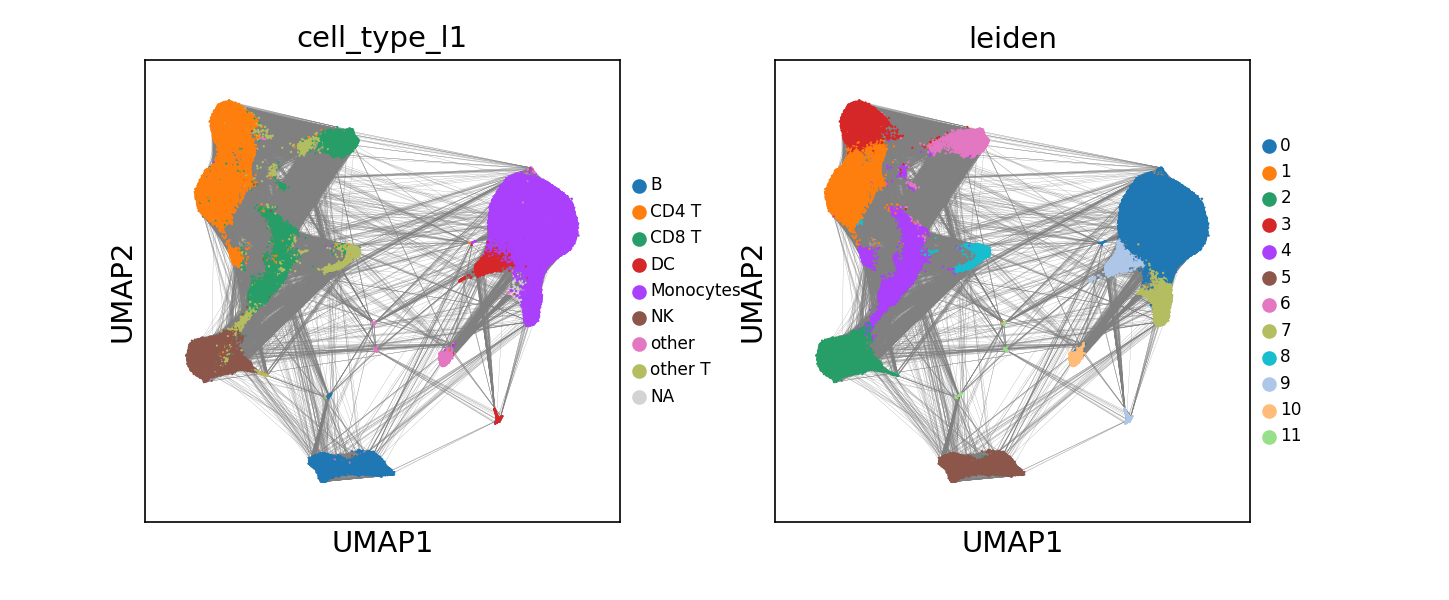 cell_type_l1
UMAP2
UMAP1
B
CD4 T
CD8 T
DC
Monocytes
NK
other
other T
NA
leiden
UMAP2
UMAP1
0
1
2
3
4
5
6
7
8
9
10
11